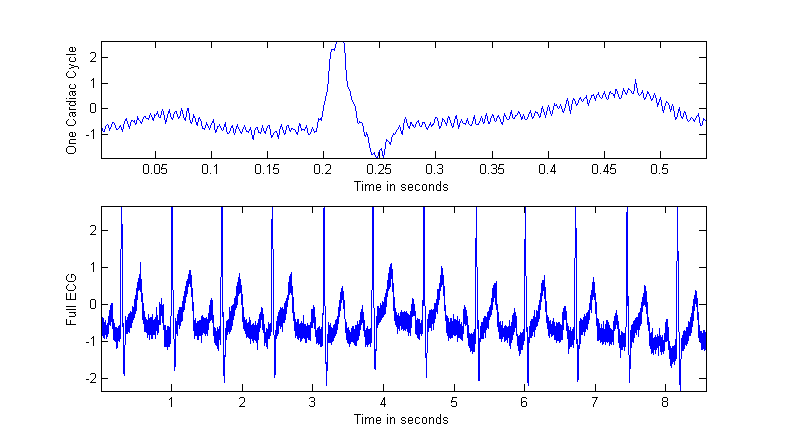 One Cardiac Cycle
2
1
0
-1
0.05 0.1 0.15 0.2 0.25 0.3 0.35 0.4 0.45 0.5
Time in seconds
Full ECG
2
1
0
-1
-2
1 2 3 4 5 6 7 8
Time in seconds